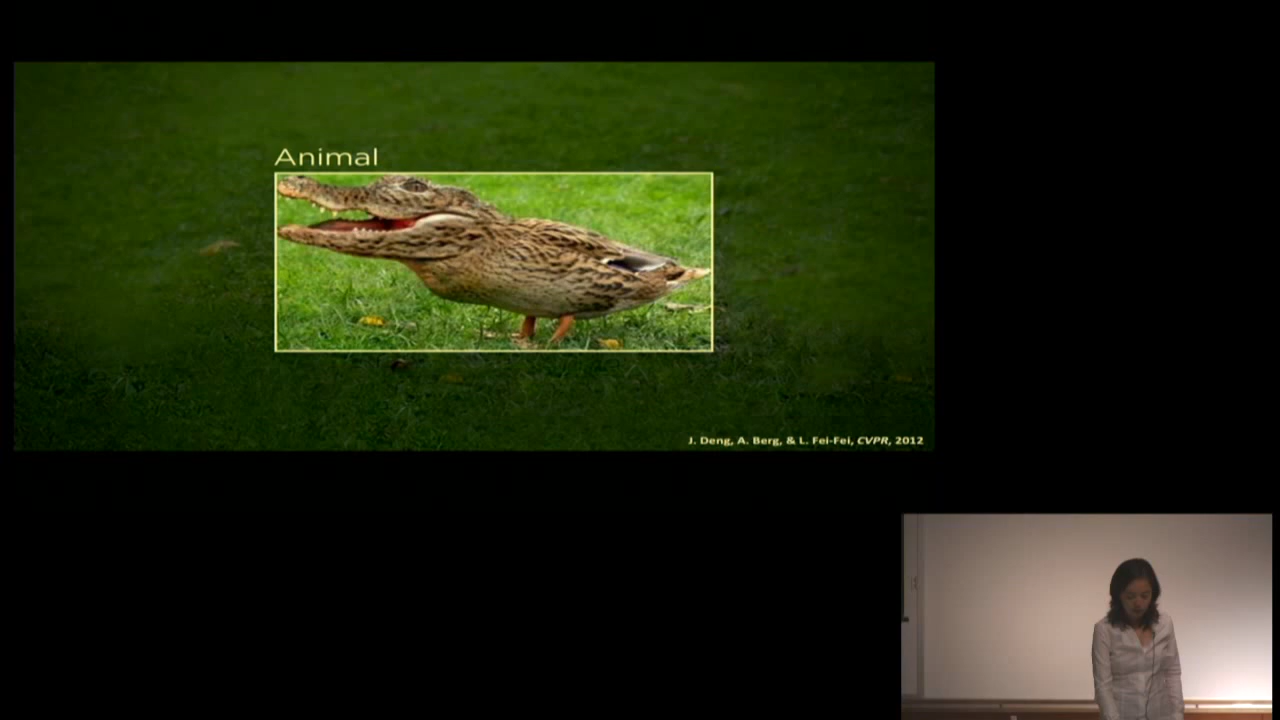 Animal
J. Deng, A. Berg, & L. Fei-Fei, CVPR, 2012